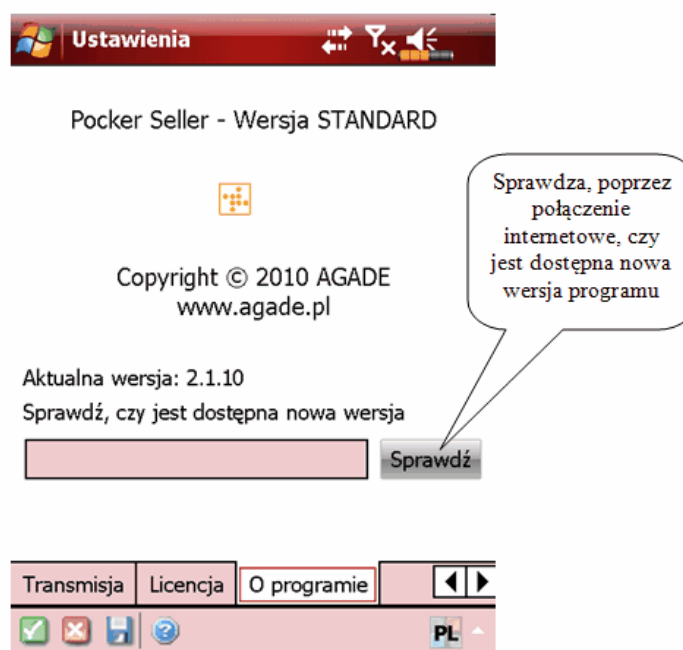 Ustawienia
Pocker Seller - Wersja STANDARD
Sprawdza, poprzez
połączenie
internetowe, czy
jest dostępna nowa
wersja programu
Copyright © 2010 AGADE
www.agade.pl
Aktualna wersja: 2.1.10
Sprawdź, czy jest dostępna nowa wersja
Sprawdź
Transmisja Licencja O programie
PL